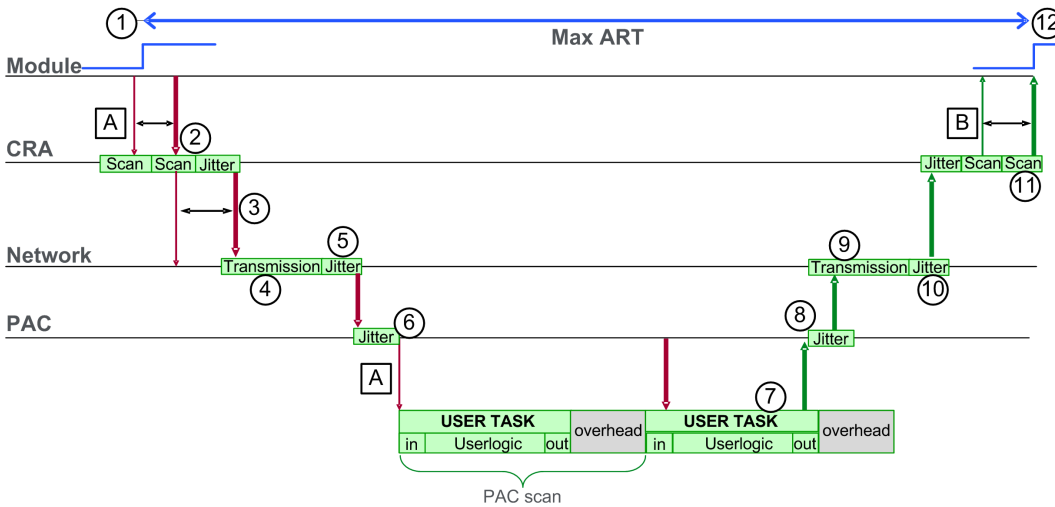 1
12
Max ART
Module
A
B
2
CRA
Scan Scan Jitter
Jitter Scan Scan
11
3
Network
5
9
Transmission Jitter
Transmission Jitter
4
10
PAC
6
8
Jitter
Jitter
A
7
USER TASK
overhead
USER TASK
overhead
in Userlogic out
in Userlogic out
PAC scan